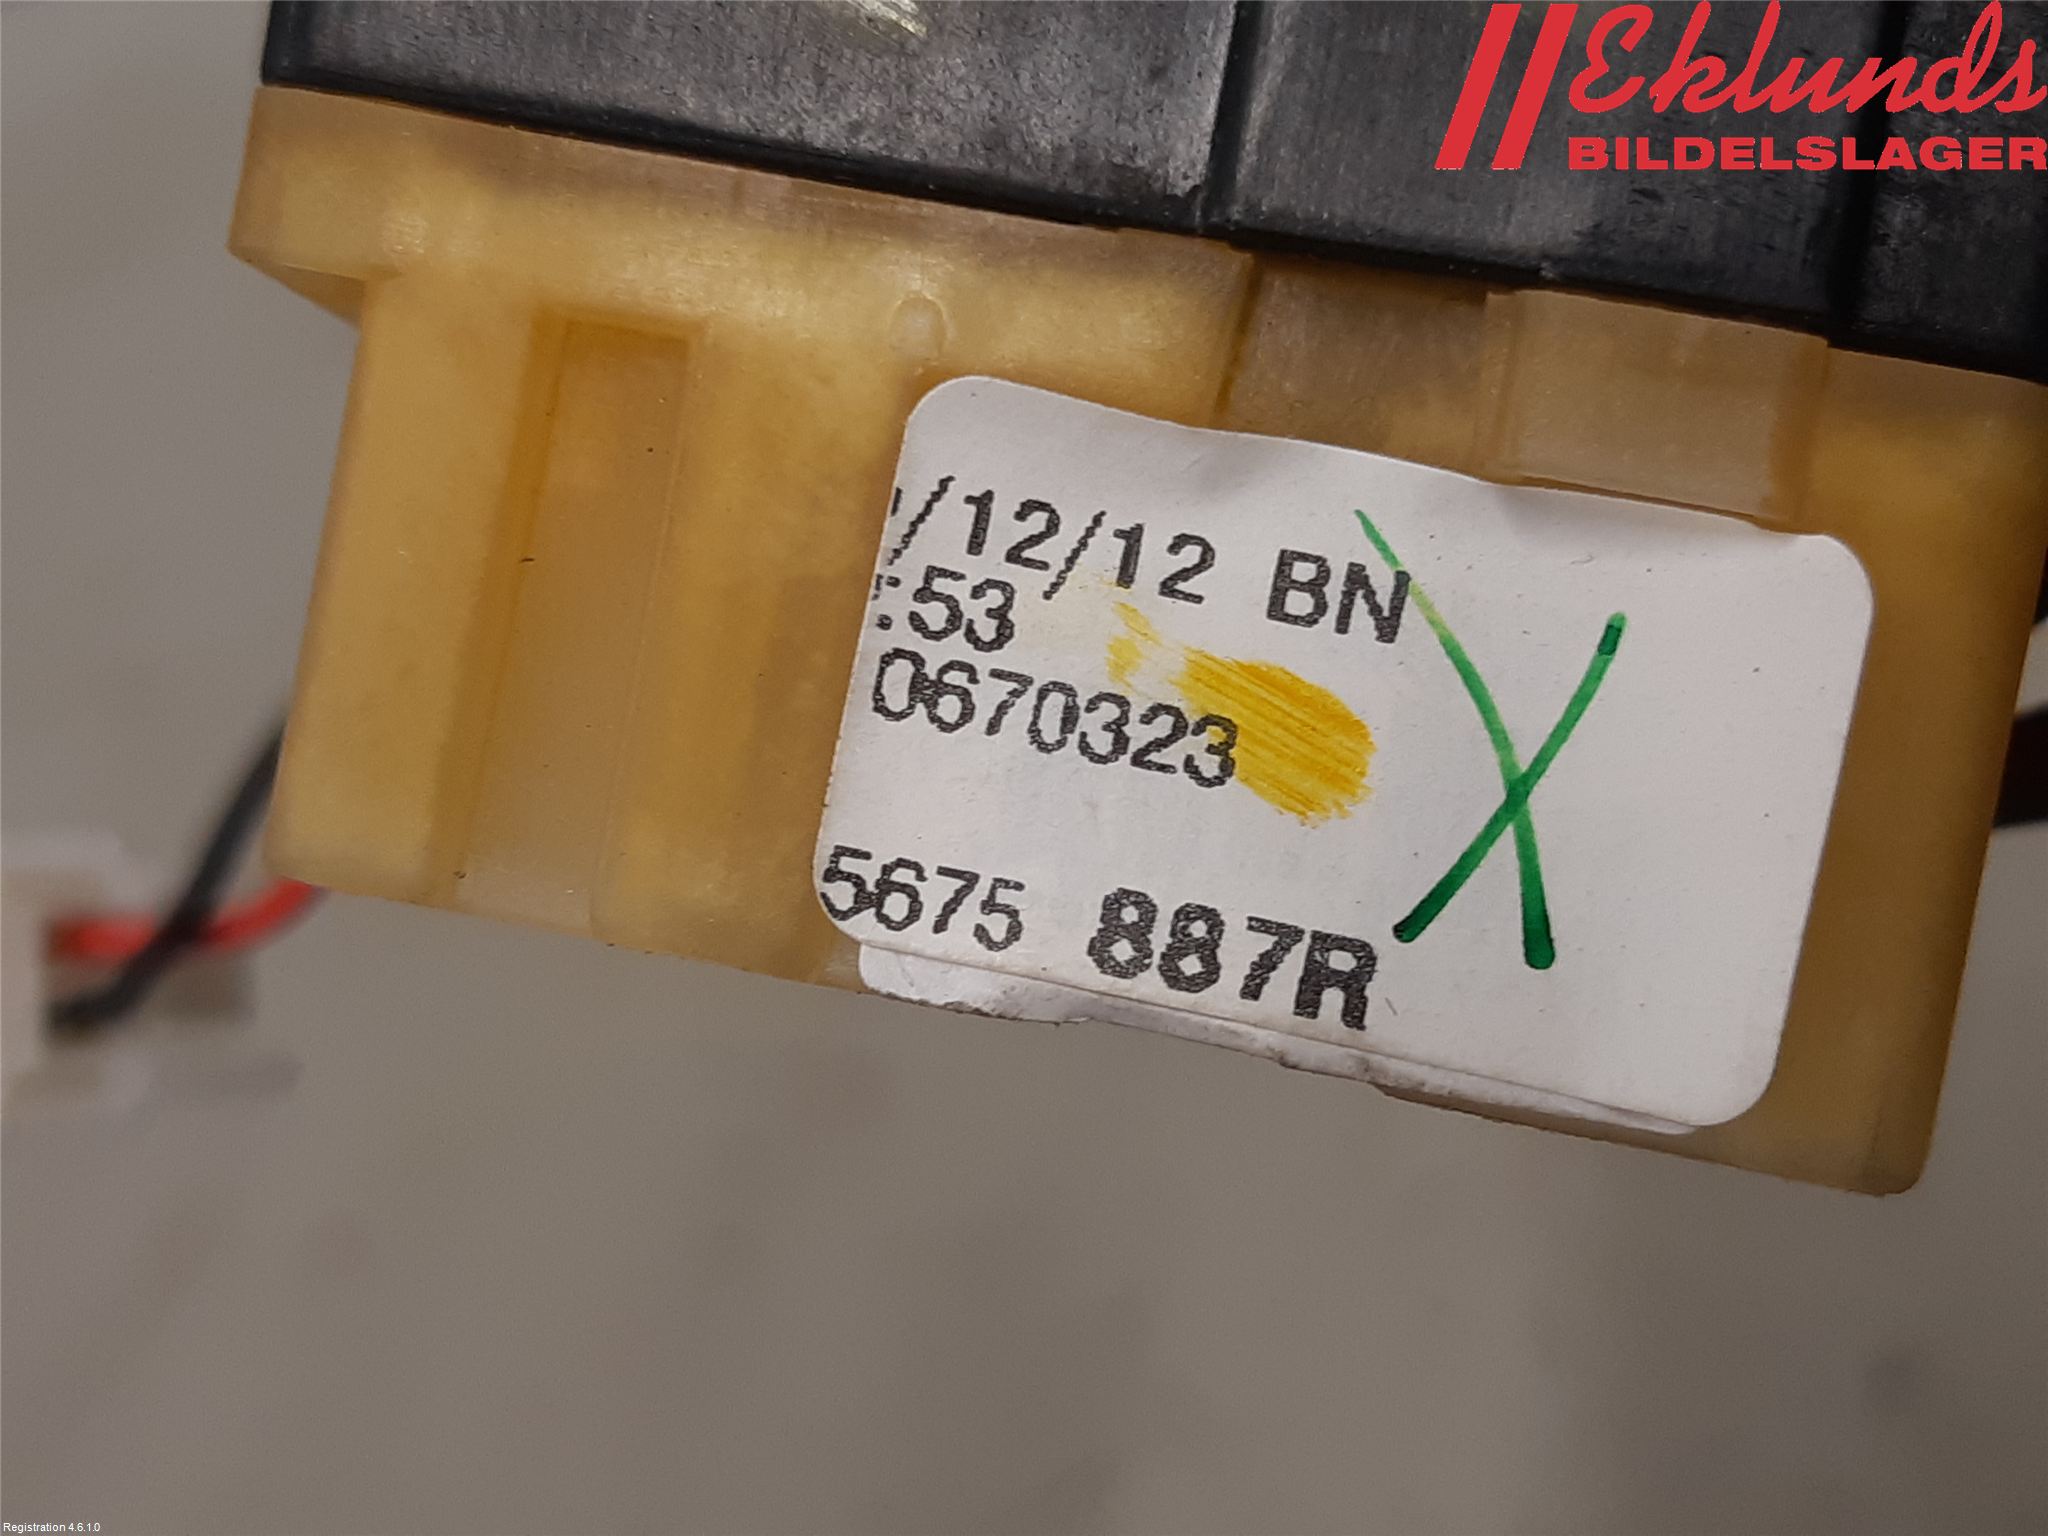 Eklunds
BILDELSLAGER
/12/12 BN
:53
0670323
5675 887R
X
Registration 4.6.1.0